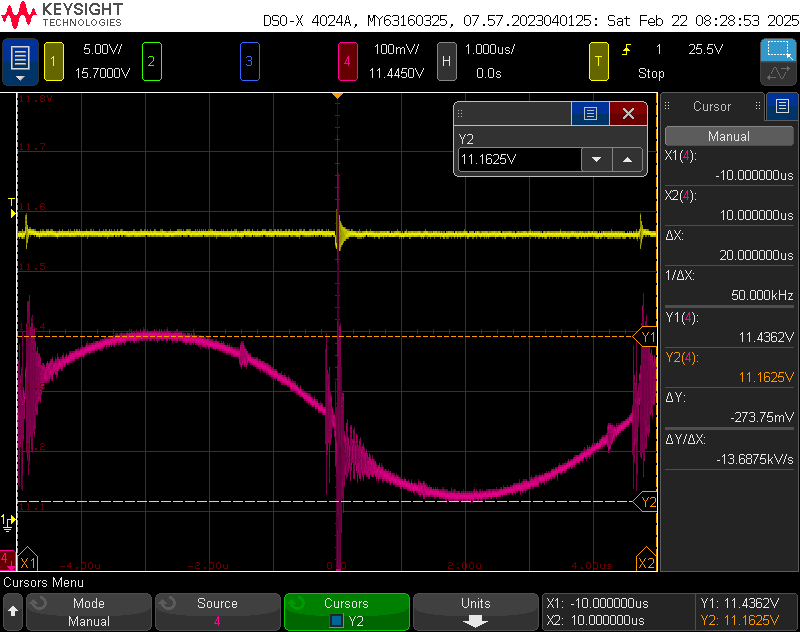 KEYSIGHT
TECHNOLOGIES
DSO-X 4024A, MY63160325, 07.57.2023040125: Sat Feb 22 08:28:53 2025
1 5.00V/ 15.7000V
2
3
4 100mV/ 11.4450V
H 1.000us/ 0.0s
T 1 25.5V
Stop
11.8V
11.7
11.6
11.5
11.4
11.3
11.2
11.1
Y2
11.1625V
T
Y1
Y2
1
4
X1
-4.00u
-2.00u
0.0
2.00u
4.00u
X2
Cursor
Manual
X1(4):
-10.000000us
X2(4):
10.000000us
ΔX:
20.000000us
1/ΔX:
50.000kHz
Y1(4):
11.4362V
Y2(4):
11.1625V
ΔY:
-273.75mV
ΔY/ΔX:
-13.6875kV/s
Cursors Menu
Mode
Manual
Source
4
Cursors
Y2
Units
X1: -10.000000us
X2: 10.000000us
Y1: 11.4362V
Y2: 11.1625V